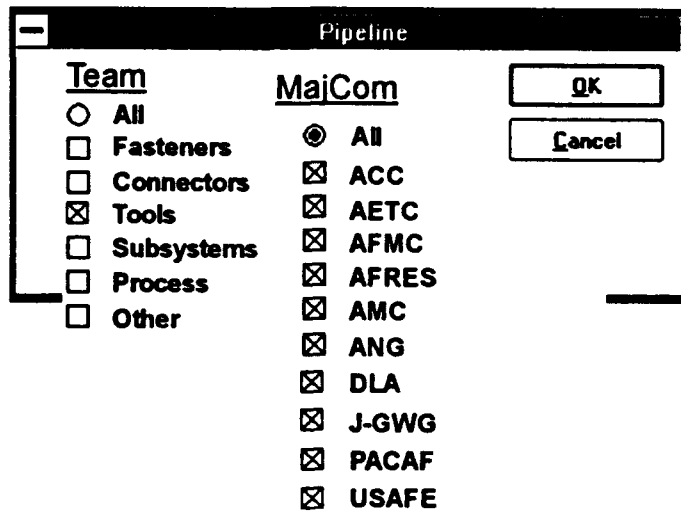 Pipeline
Team
All
Fasteners
Connectors
Tools
Subsystems
Process
Other
MajCom
All
ACC
AETC
AFMC
AFRES
AMC
ANG
DLA
J-GWG
PACAF
USAFE
OK
Cancel